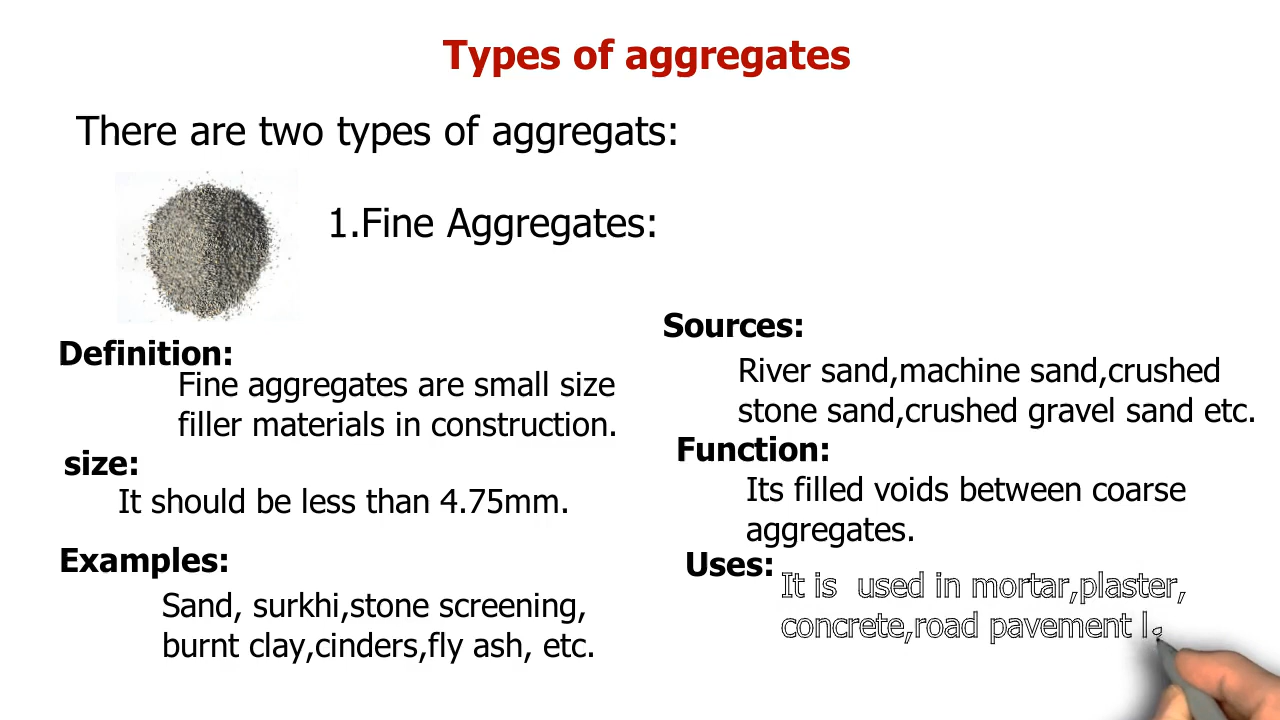 Types of aggregates
There are two types of aggregats:
1.Fine Aggregates:
Definition:
Fine aggregates are small size
filler materials in construction.
size:
It should be less than 4.75mm.
Examples:
Sand, surkhi,stone screening,
burnt clay,cinders,fly ash, etc.
Sources:
River sand,machine sand,crushed
stone sand,crushed gravel sand etc.
Function:
Its filled voids between coarse
aggregates.
Uses:
It is  used in mortar,plaster,
concrete,road pavement